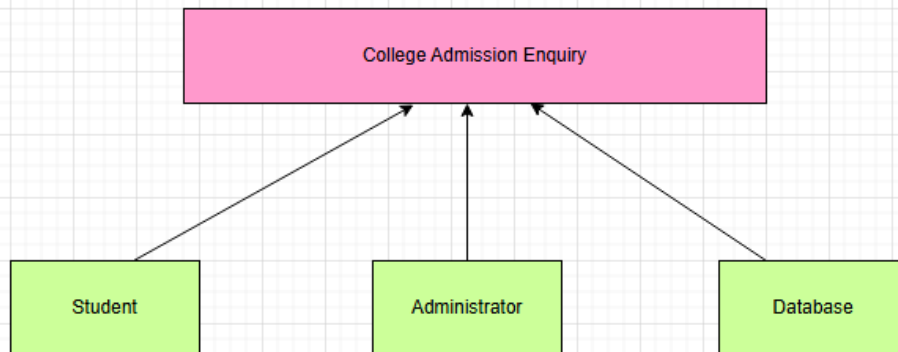 College Admission Enquiry
Student
Administrator
Database